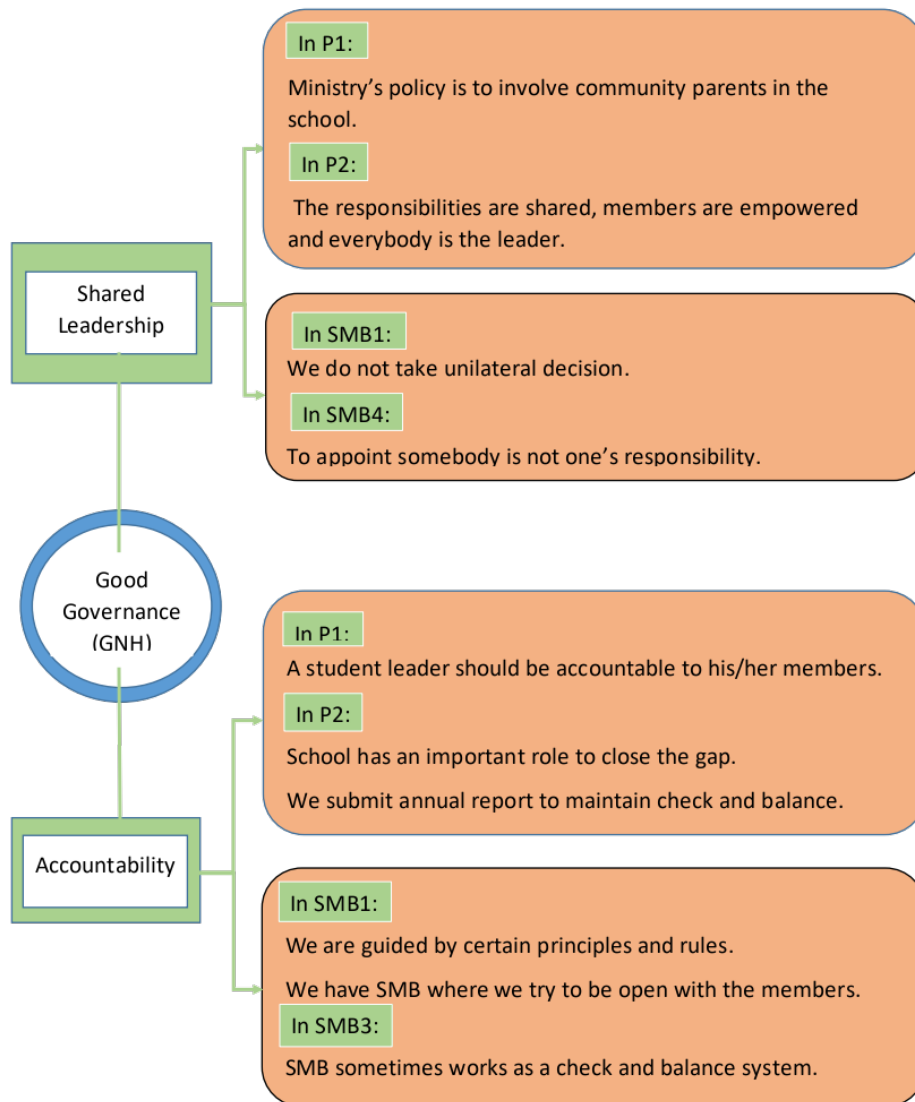 In P1:
Ministry's policy is to involve community parents in the
school.
In P2:
The responsibilities are shared, members are empowered
and everybody is the leader.
Shared
Leadership
In SMB1:
We do not take unilateral decision.
In SMB4:
To appoint somebody is not one's responsibility.
Good
Governance
(GNH)
In P1:
A student leader should be accountable to his/her members.
In P2:
School has an important role to close the gap.
We submit annual report to maintain check and balance.
Accountability
In SMB1:
We are guided by certain principles and rules.
We have SMB where we try to be open with the members.
In SMB3:
SMB sometimes works as a check and balance system.